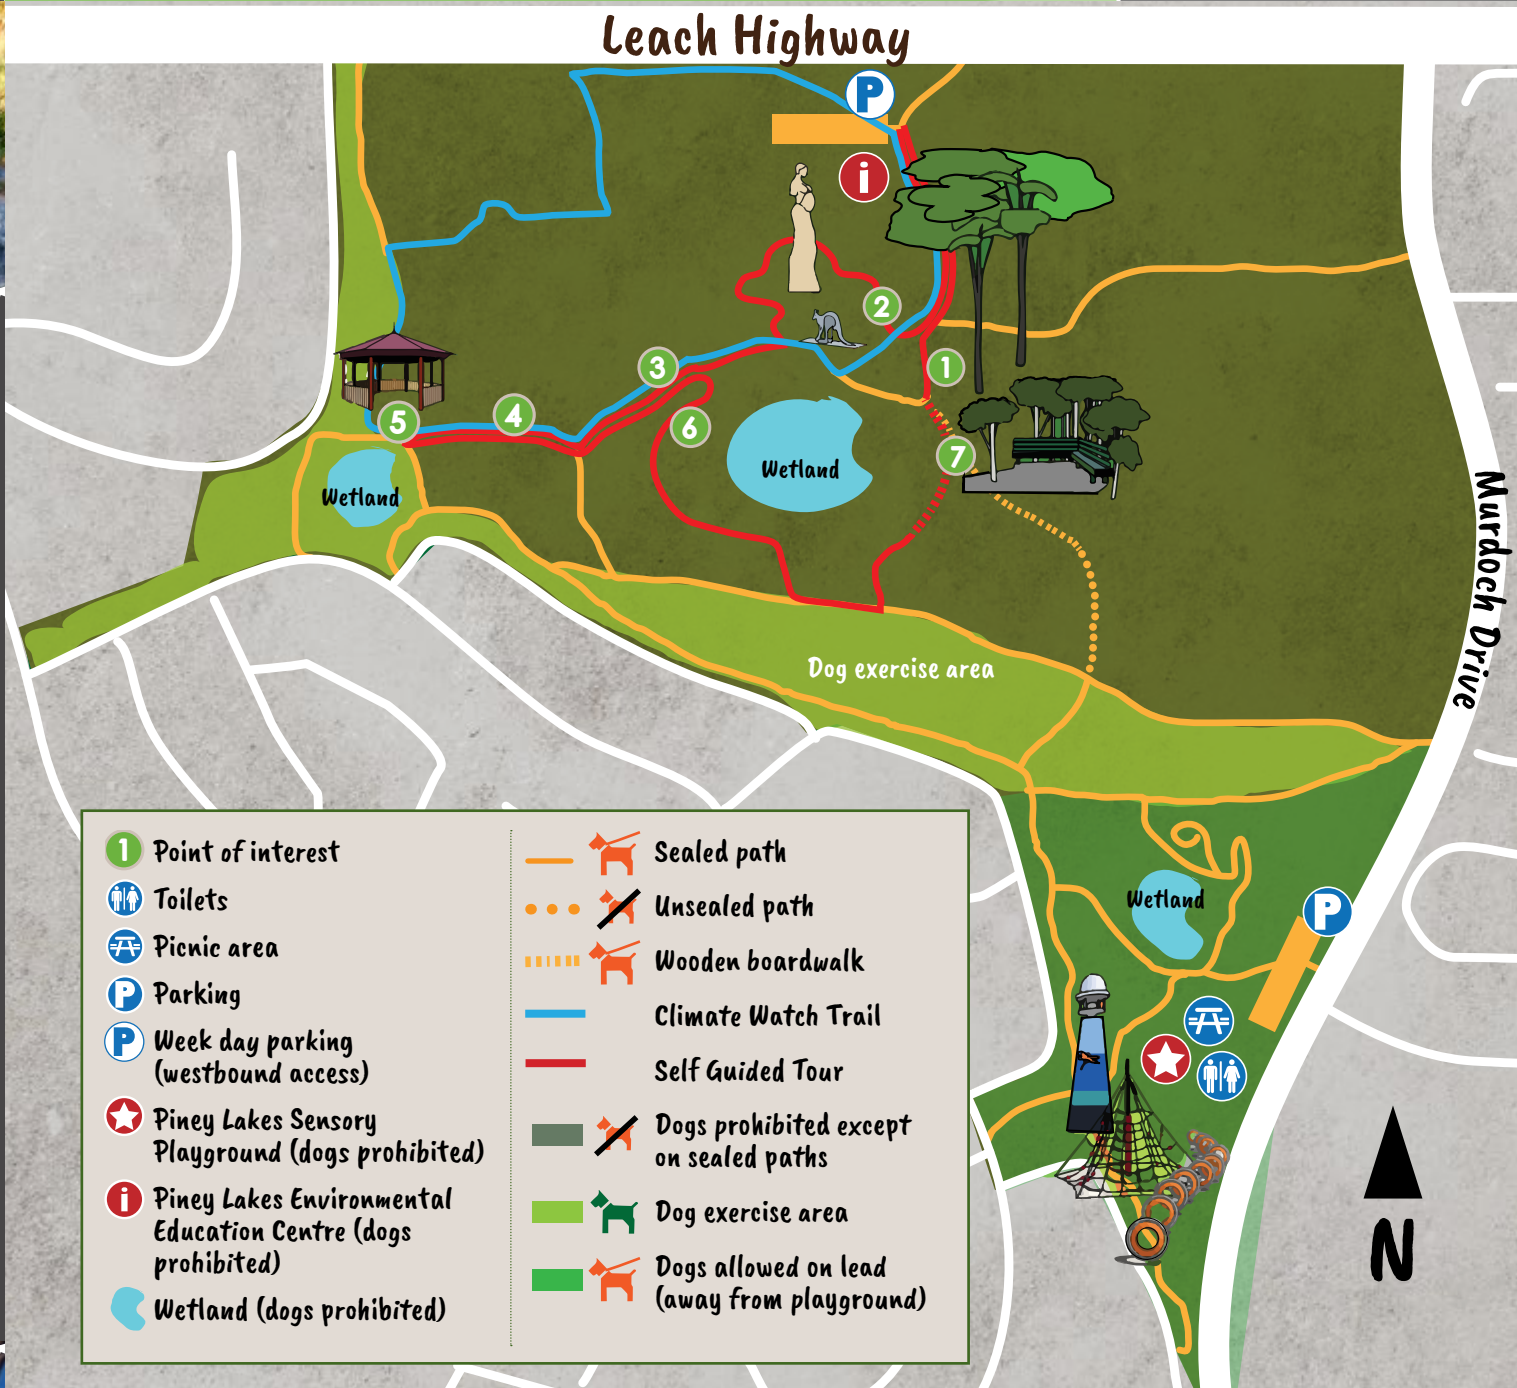 Leach Highway
P
i
2
1
3
4
5
6
7
Wetland
Wetland
Murdoch Drive
Dog exercise area
Wetland
P
N
1 Point of interest
Toilets
Picnic area
P Parking
P Week day parking
(westbound access)
Piney Lakes Sensory
Playground (dogs prohibited)
i Piney Lakes Environmental
Education Centre (dogs
prohibited)
Wetland (dogs prohibited)
Sealed path
Unsealed path
Wooden boardwalk
Climate Watch Trail
Self Guided Tour
Dogs prohibited except
on sealed paths
Dog exercise area
Dogs allowed on lead
(away from playground)